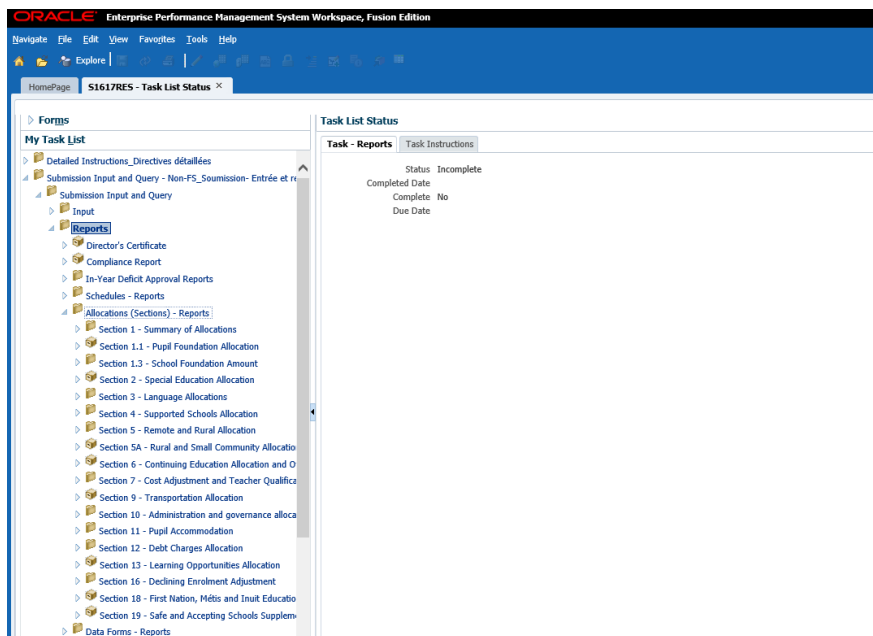 ORACLE Enterprise Performance Management System Workspace, Fusion Edition
Navigate File Edit View Favorites Tools Help
Explore
HomePage S1617RES - Task List Status ×
Forms
My Task List
Detailed Instructions_Directives détaillées
Submission Input and Query - Non-FS_Soumission- Entrée et re
Submission Input and Query
Input
Reports
Director's Certificate
Compliance Report
In-Year Deficit Approval Reports
Schedules - Reports
Allocations (Sections) - Reports
Section 1 - Summary of Allocations
Section 1.1 - Pupil Foundation Allocation
Section 1.3 - School Foundation Amount
Section 2 - Special Education Allocation
Section 3 - Language Allocations
Section 4 - Supported Schools Allocation
Section 5 - Remote and Rural Allocation
Section 5A - Rural and Small Community Allocatio
Section 6 - Continuing Education Allocation and O
Section 7 - Cost Adjustment and Teacher Qualifica
Section 9 - Transportation Allocation
Section 10 - Administration and governance alloca
Section 11 - Pupil Accommodation
Section 12 - Debt Charges Allocation
Section 13 - Learning Opportunities Allocation
Section 16 - Declining Enrolment Adjustment
Section 18 - First Nation, Métis and Inuit Educatio
Section 19 - Safe and Accepting Schools Supplem
Data Forms - Reports
Task List Status
Task - Reports Task Instructions
Status Incomplete
Completed Date
Complete No
Due Date